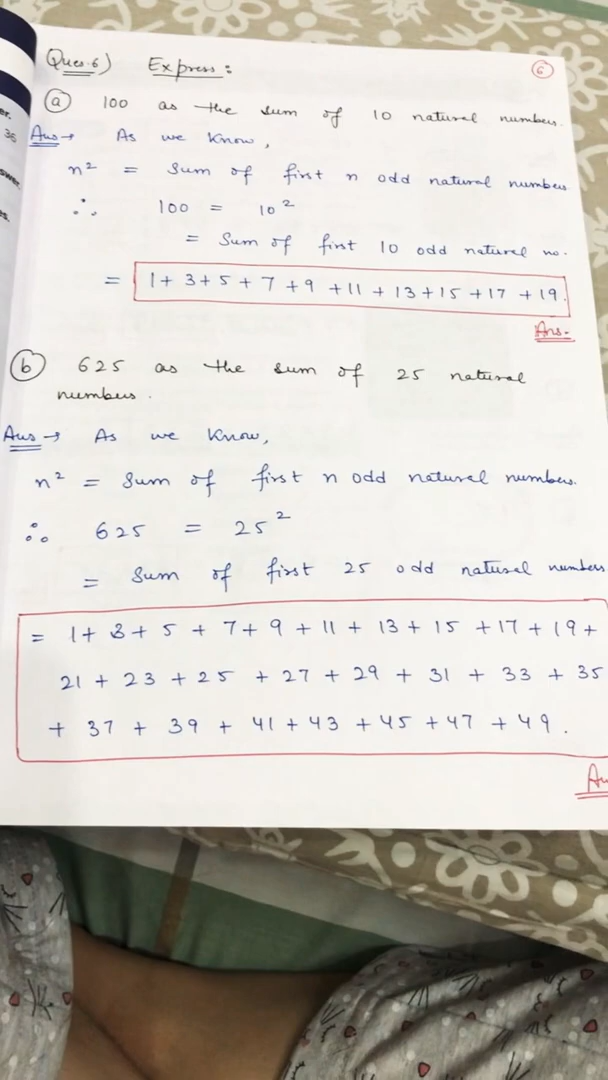 Ques.6) Express:
6
(a) 100 as the sum of 10 natural numbers.
Ans→ As we know,
n² = Sum of first n odd natural numbers
∴ 100 = 10²
= Sum of first 10 odd natural no.
= 1+ 3+5 + 7 +9 +11 + 13 +15 +17 +19.
Ans.
(b) 625 as the sum of 25 natural
numbers.
Ans→ As we know,
n² = Sum of first n odd natural numbers.
∴ 625 = 25²
= Sum of first 25 odd natural numbers
= 1+ 3+ 5 + 7+ 9 + 11 + 13 + 15 +17 + 19 +
21 + 23 + 25 + 27 + 29 + 31 + 33 + 35
+ 37 + 39 + 41 + 43 + 45 + 47 + 49.
er.
36
swer.
es.